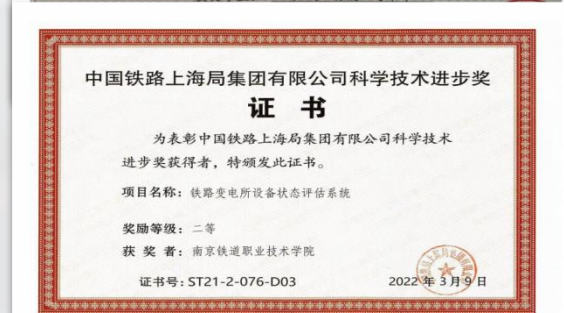 中国铁路上海局集团有限公司科学技术进步奖
证 书
为表彰中国铁路上海局集团有限公司科学技术
进步奖获得者，特颁发此证书。
项目名称：铁路变电所设备状态评估系统
奖励等级：二等
获 奖 者：南京铁道职业技术学院
证书号：ST21-2-076-D03
2022 年 3 月 9 日